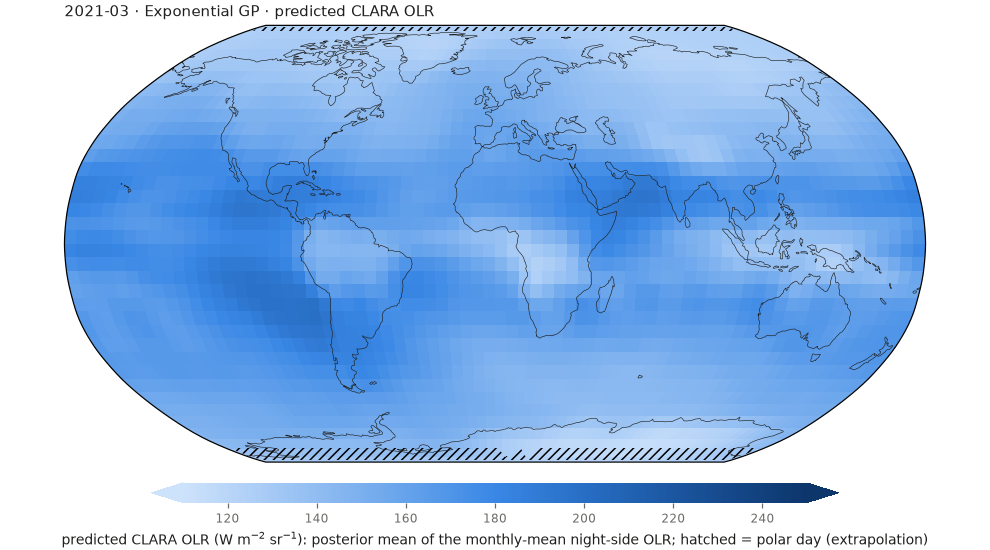 2021-03 · Exponential GP · predicted CLARA OLR
120 140 160 180 200 220 240
predicted CLARA OLR (W m⁻² sr⁻¹): posterior mean of the monthly-mean night-side OLR; hatched = polar day (extrapolation)